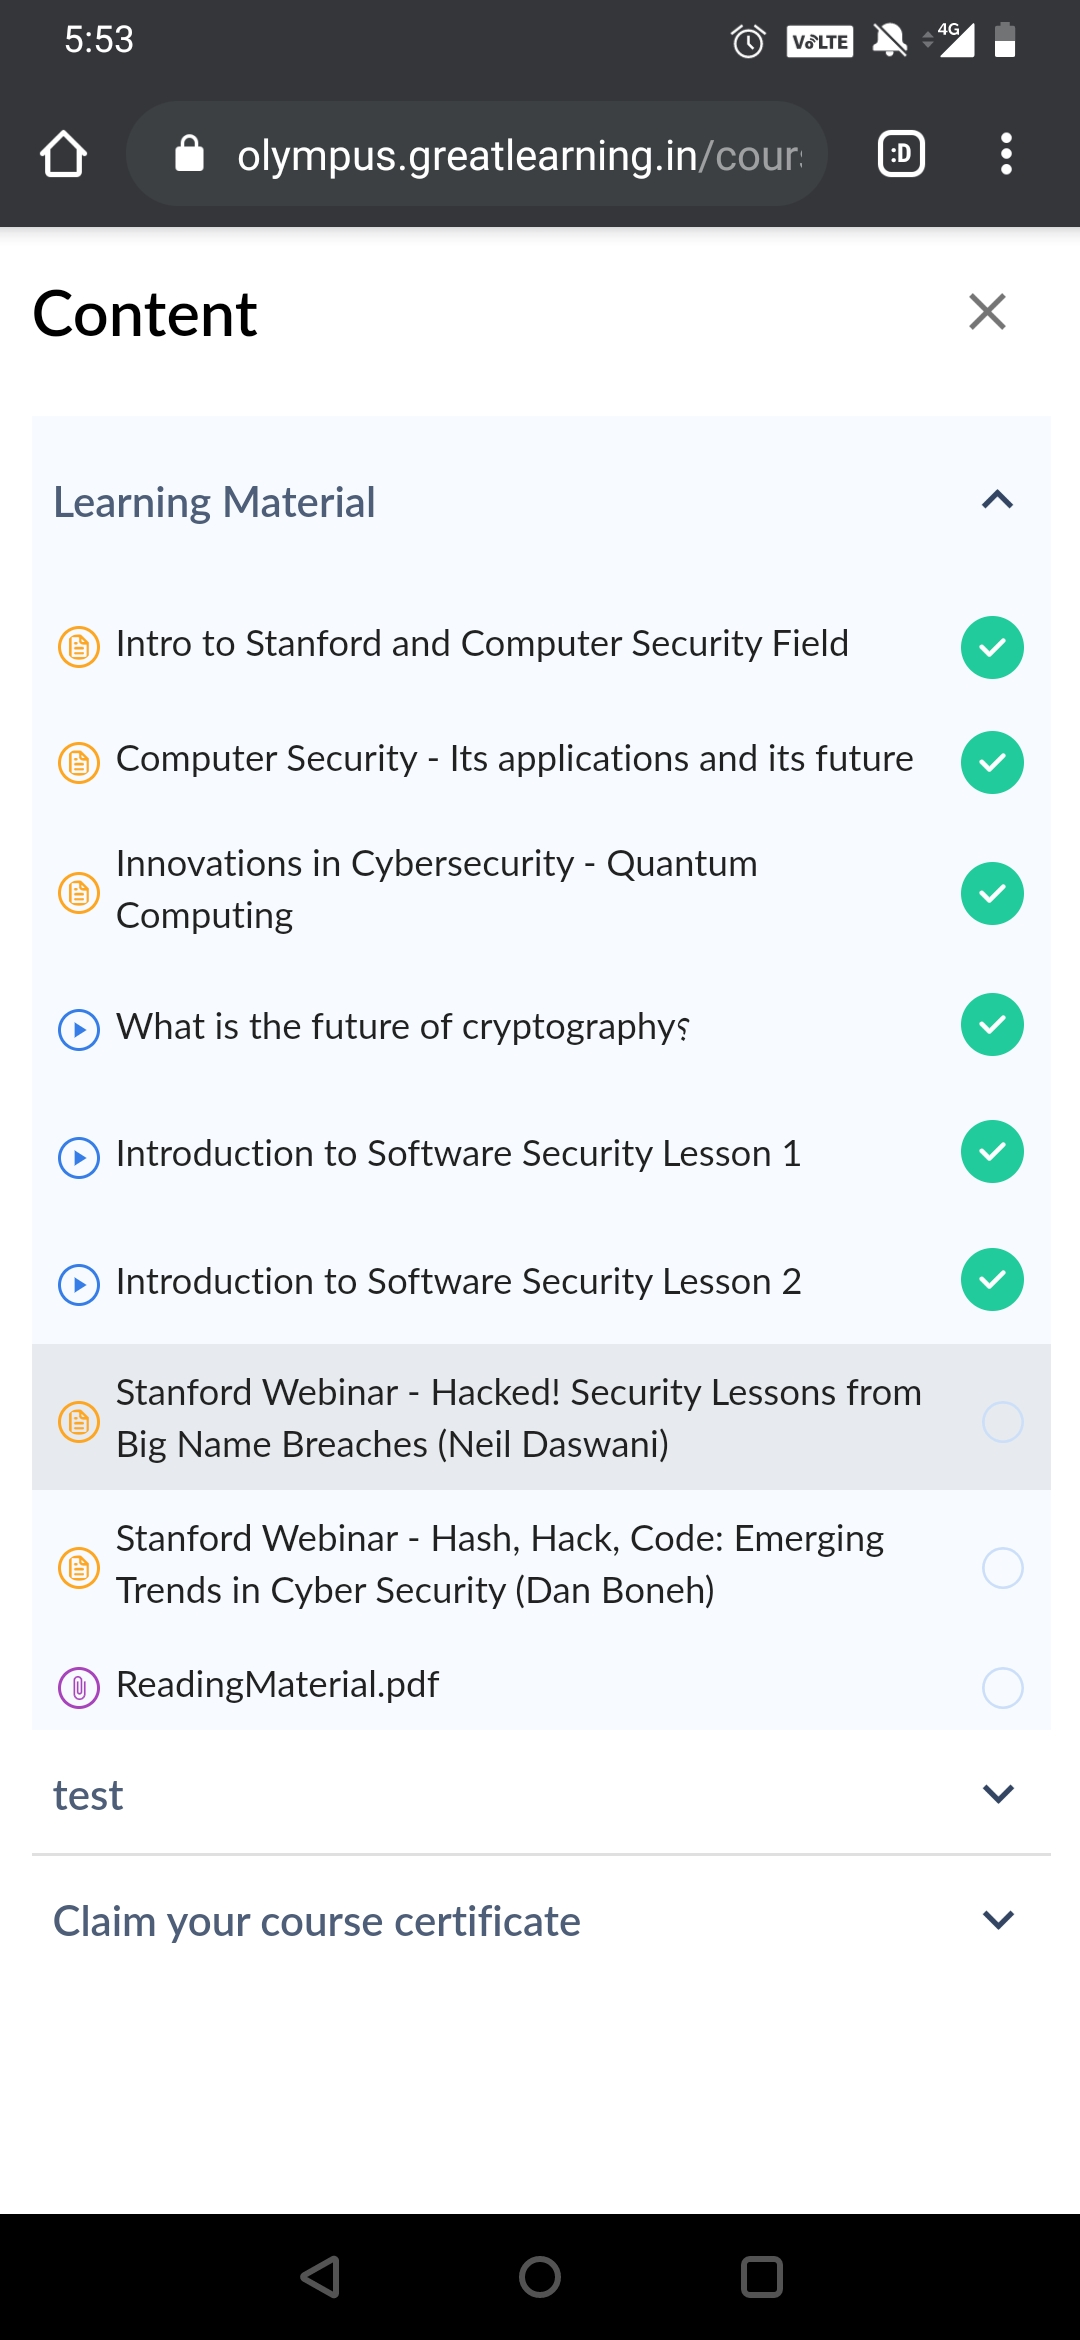 5:53
VoLTE
4G
olympus.greatlearning.in/cour
:D
Content
Learning Material
Intro to Stanford and Computer Security Field
Computer Security - Its applications and its future
Innovations in Cybersecurity - Quantum
Computing
What is the future of cryptography؟
Introduction to Software Security Lesson 1
Introduction to Software Security Lesson 2
Stanford Webinar - Hacked! Security Lessons from
Big Name Breaches (Neil Daswani)
Stanford Webinar - Hash, Hack, Code: Emerging
Trends in Cyber Security (Dan Boneh)
ReadingMaterial.pdf
test
Claim your course certificate